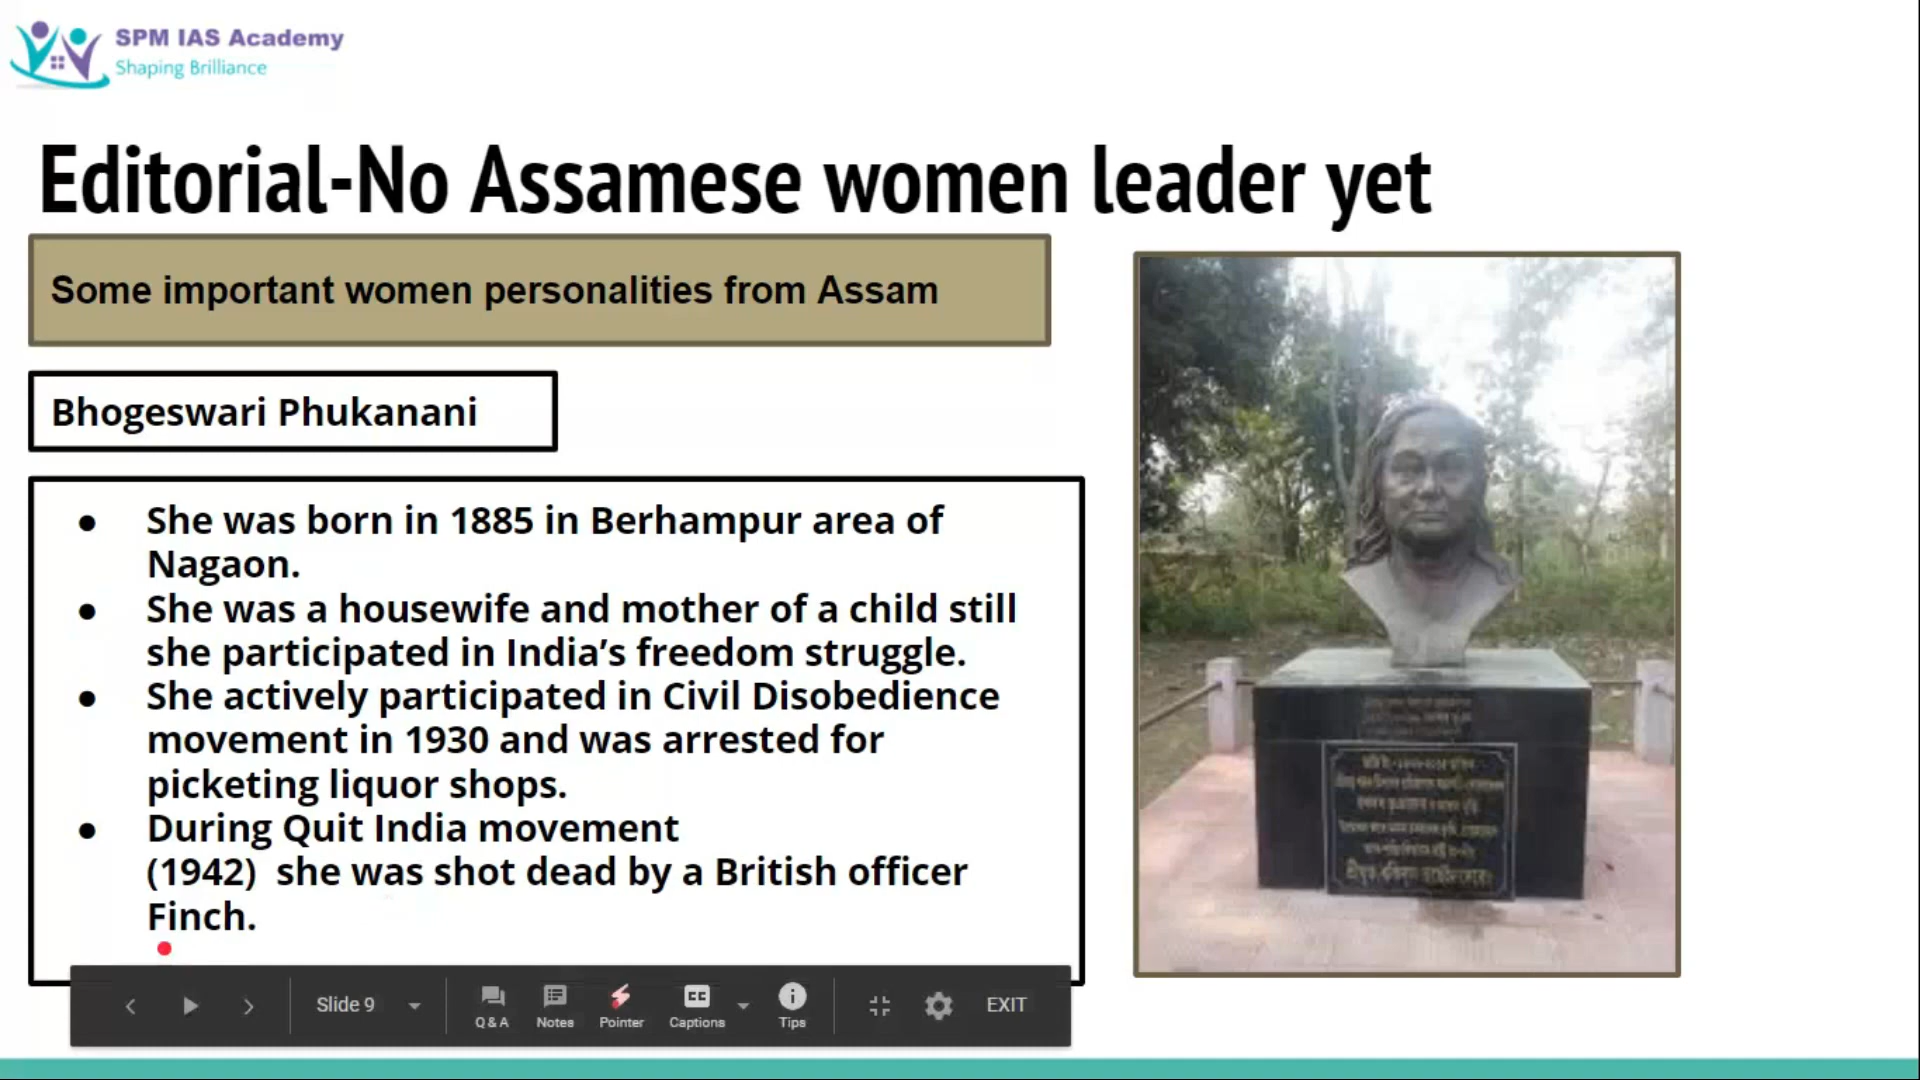 SPM IAS Academy
Shaping Brilliance
Editorial-No Assamese women leader yet
Some important women personalities from Assam
Bhogeswari Phukanani
● She was born in 1885 in Berhampur area of
Nagaon.
● She was a housewife and mother of a child still
she participated in India’s freedom struggle.
● She actively participated in Civil Disobedience
movement in 1930 and was arrested for
picketing liquor shops.
● During Quit India movement
(1942) she was shot dead by a British officer
Finch.
Slide 9
Q & A
Notes
Pointer
CC
Captions
Tips
EXIT